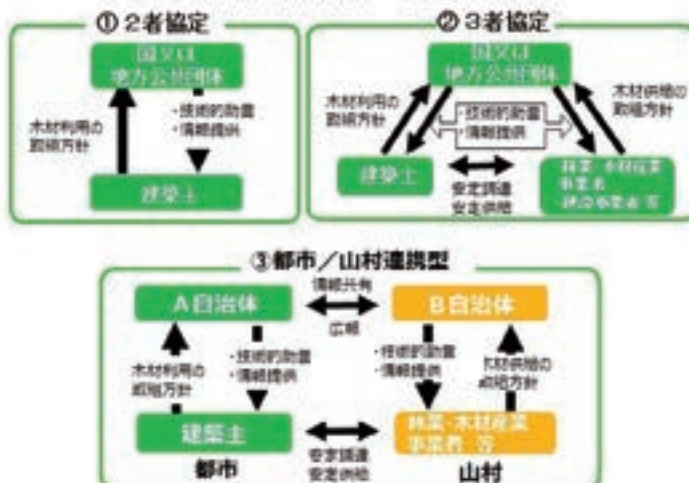 ①2者協定
国又は
地方公共団体
木材利用の
取組方針
・技術的助言
・情報提供
建築主
②3者協定
国又は
地方公共団体
木材利用の
取組方針
・技術的助言
・情報提供
木材供給の
取組方針
建築主
安定調達
安定供給
林業・木材産業
事業者
・建設事業者 等
③都市／山村連携型
A自治体
情報共有
広報
B自治体
木材利用の
取組方針
・技術的助言
・情報提供
・技術的助言
・情報提供
木材供給の
取組方針
建築主
安定調達
安定供給
林業・木材産業
事業者 等
都市
山村